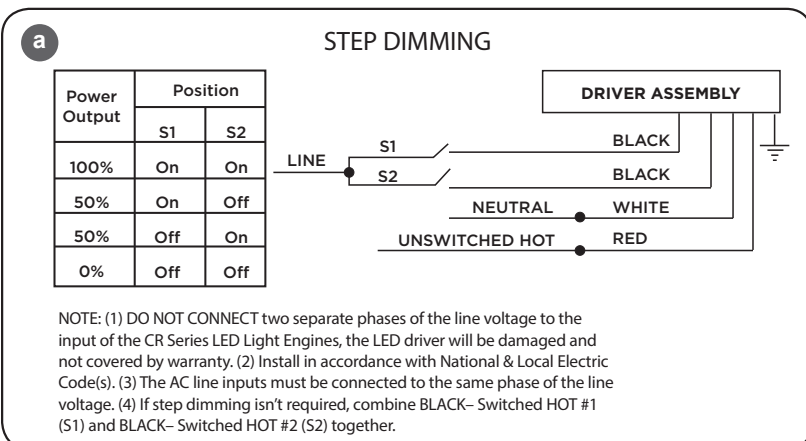 a
STEP DIMMING
Power Output
Position
S1 S2
100% On On
50% On Off
50% Off On
0% Off Off
DRIVER ASSEMBLY
LINE
S1
BLACK
S2
BLACK
NEUTRAL WHITE
UNSWITCHED HOT RED
NOTE: (1) DO NOT CONNECT two separate phases of the line voltage to the
input of the CR Series LED Light Engines, the LED driver will be damaged and
not covered by warranty. (2) Install in accordance with National & Local Electric
Code(s). (3) The AC line inputs must be connected to the same phase of the line
voltage. (4) If step dimming isn’t required, combine BLACK– Switched HOT #1
(S1) and BLACK– Switched HOT #2 (S2) together.